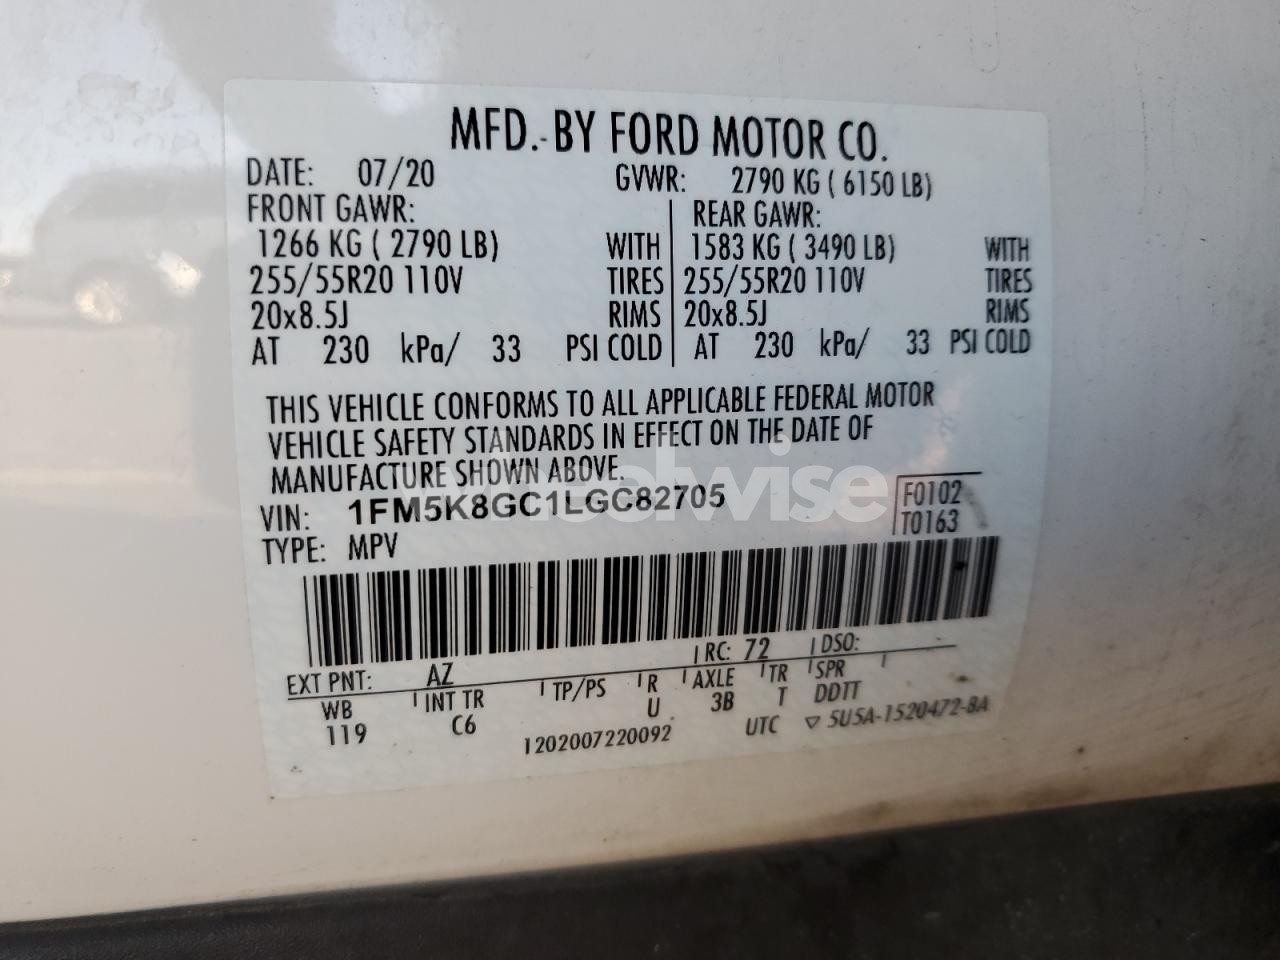 MFD. BY FORD MOTOR CO.
DATE: 07/20 GVWR: 2790 KG ( 6150 LB)
FRONT GAWR: REAR GAWR:
1266 KG ( 2790 LB) WITH 1583 KG ( 3490 LB) WITH
255/55R20 110V TIRES 255/55R20 110V TIRES
20x8.5J RIMS 20x8.5J RIMS
AT 230 kPa/ 33 PSI COLD AT 230 kPa/ 33 PSI COLD
THIS VEHICLE CONFORMS TO ALL APPLICABLE FEDERAL MOTOR
VEHICLE SAFETY STANDARDS IN EFFECT ON THE DATE OF
MANUFACTURE SHOWN ABOVE.
wheelwise
VIN: 1FM5K8GC1LGC82705 F0102
TYPE: MPV T0163
EXT PNT: AZ RC: 72 DSO:
WB INT TR TP/PS R AXLE TR SPR
119 C6 U 3B T DDTT
1202007220092 UTC ▽ 5U5A-1520472-BA